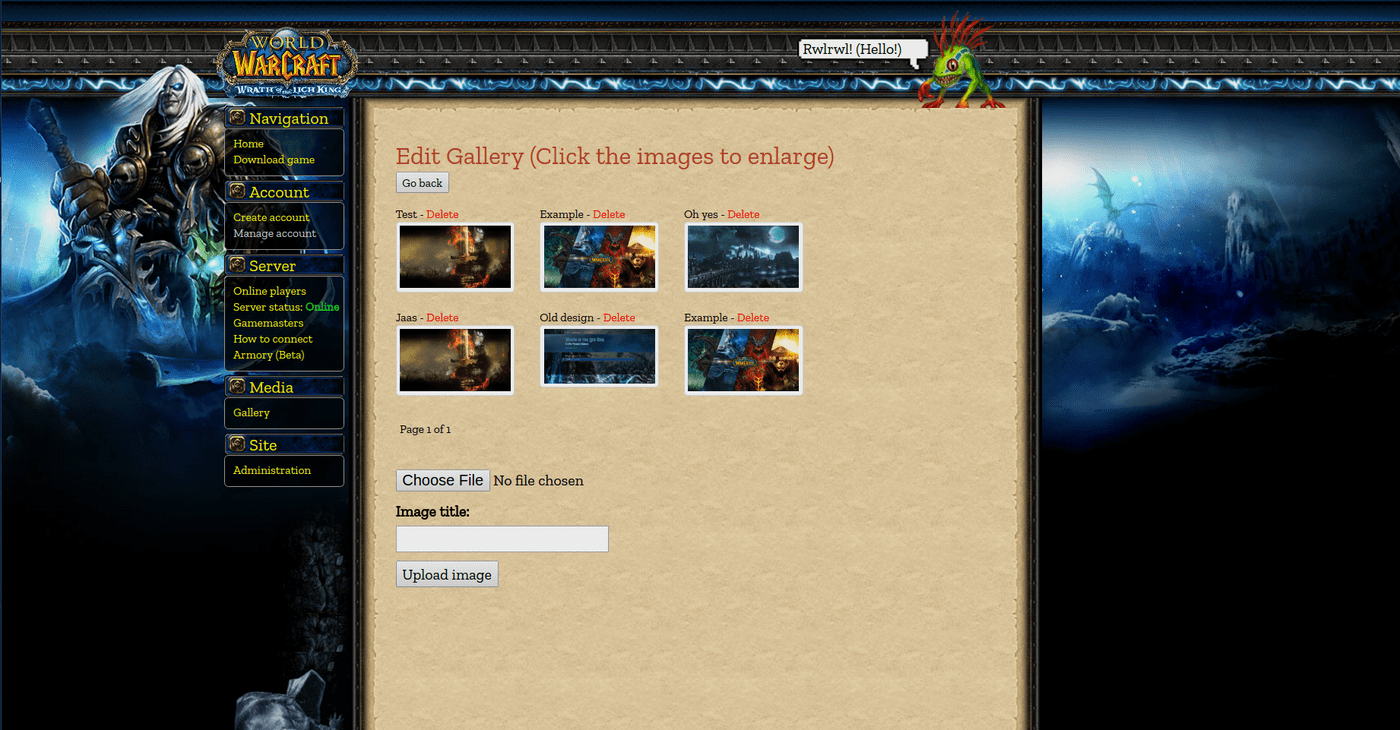 WORLD
WARCRAFT
WRATH OF THE LICH KING
Rwlrwl! (Hello!)
Navigation
Home
Download game
Account
Create account
Manage account
Server
Online players
Server status: Online
Gamemasters
How to connect
Armory (Beta)
Media
Gallery
Site
Administration
Edit Gallery (Click the images to enlarge)
Go back
Test - Delete
Example - Delete
Oh yes - Delete
Jaas - Delete
Old design - Delete
Example - Delete
Page 1 of 1
Choose File No file chosen
Image title:
Upload image